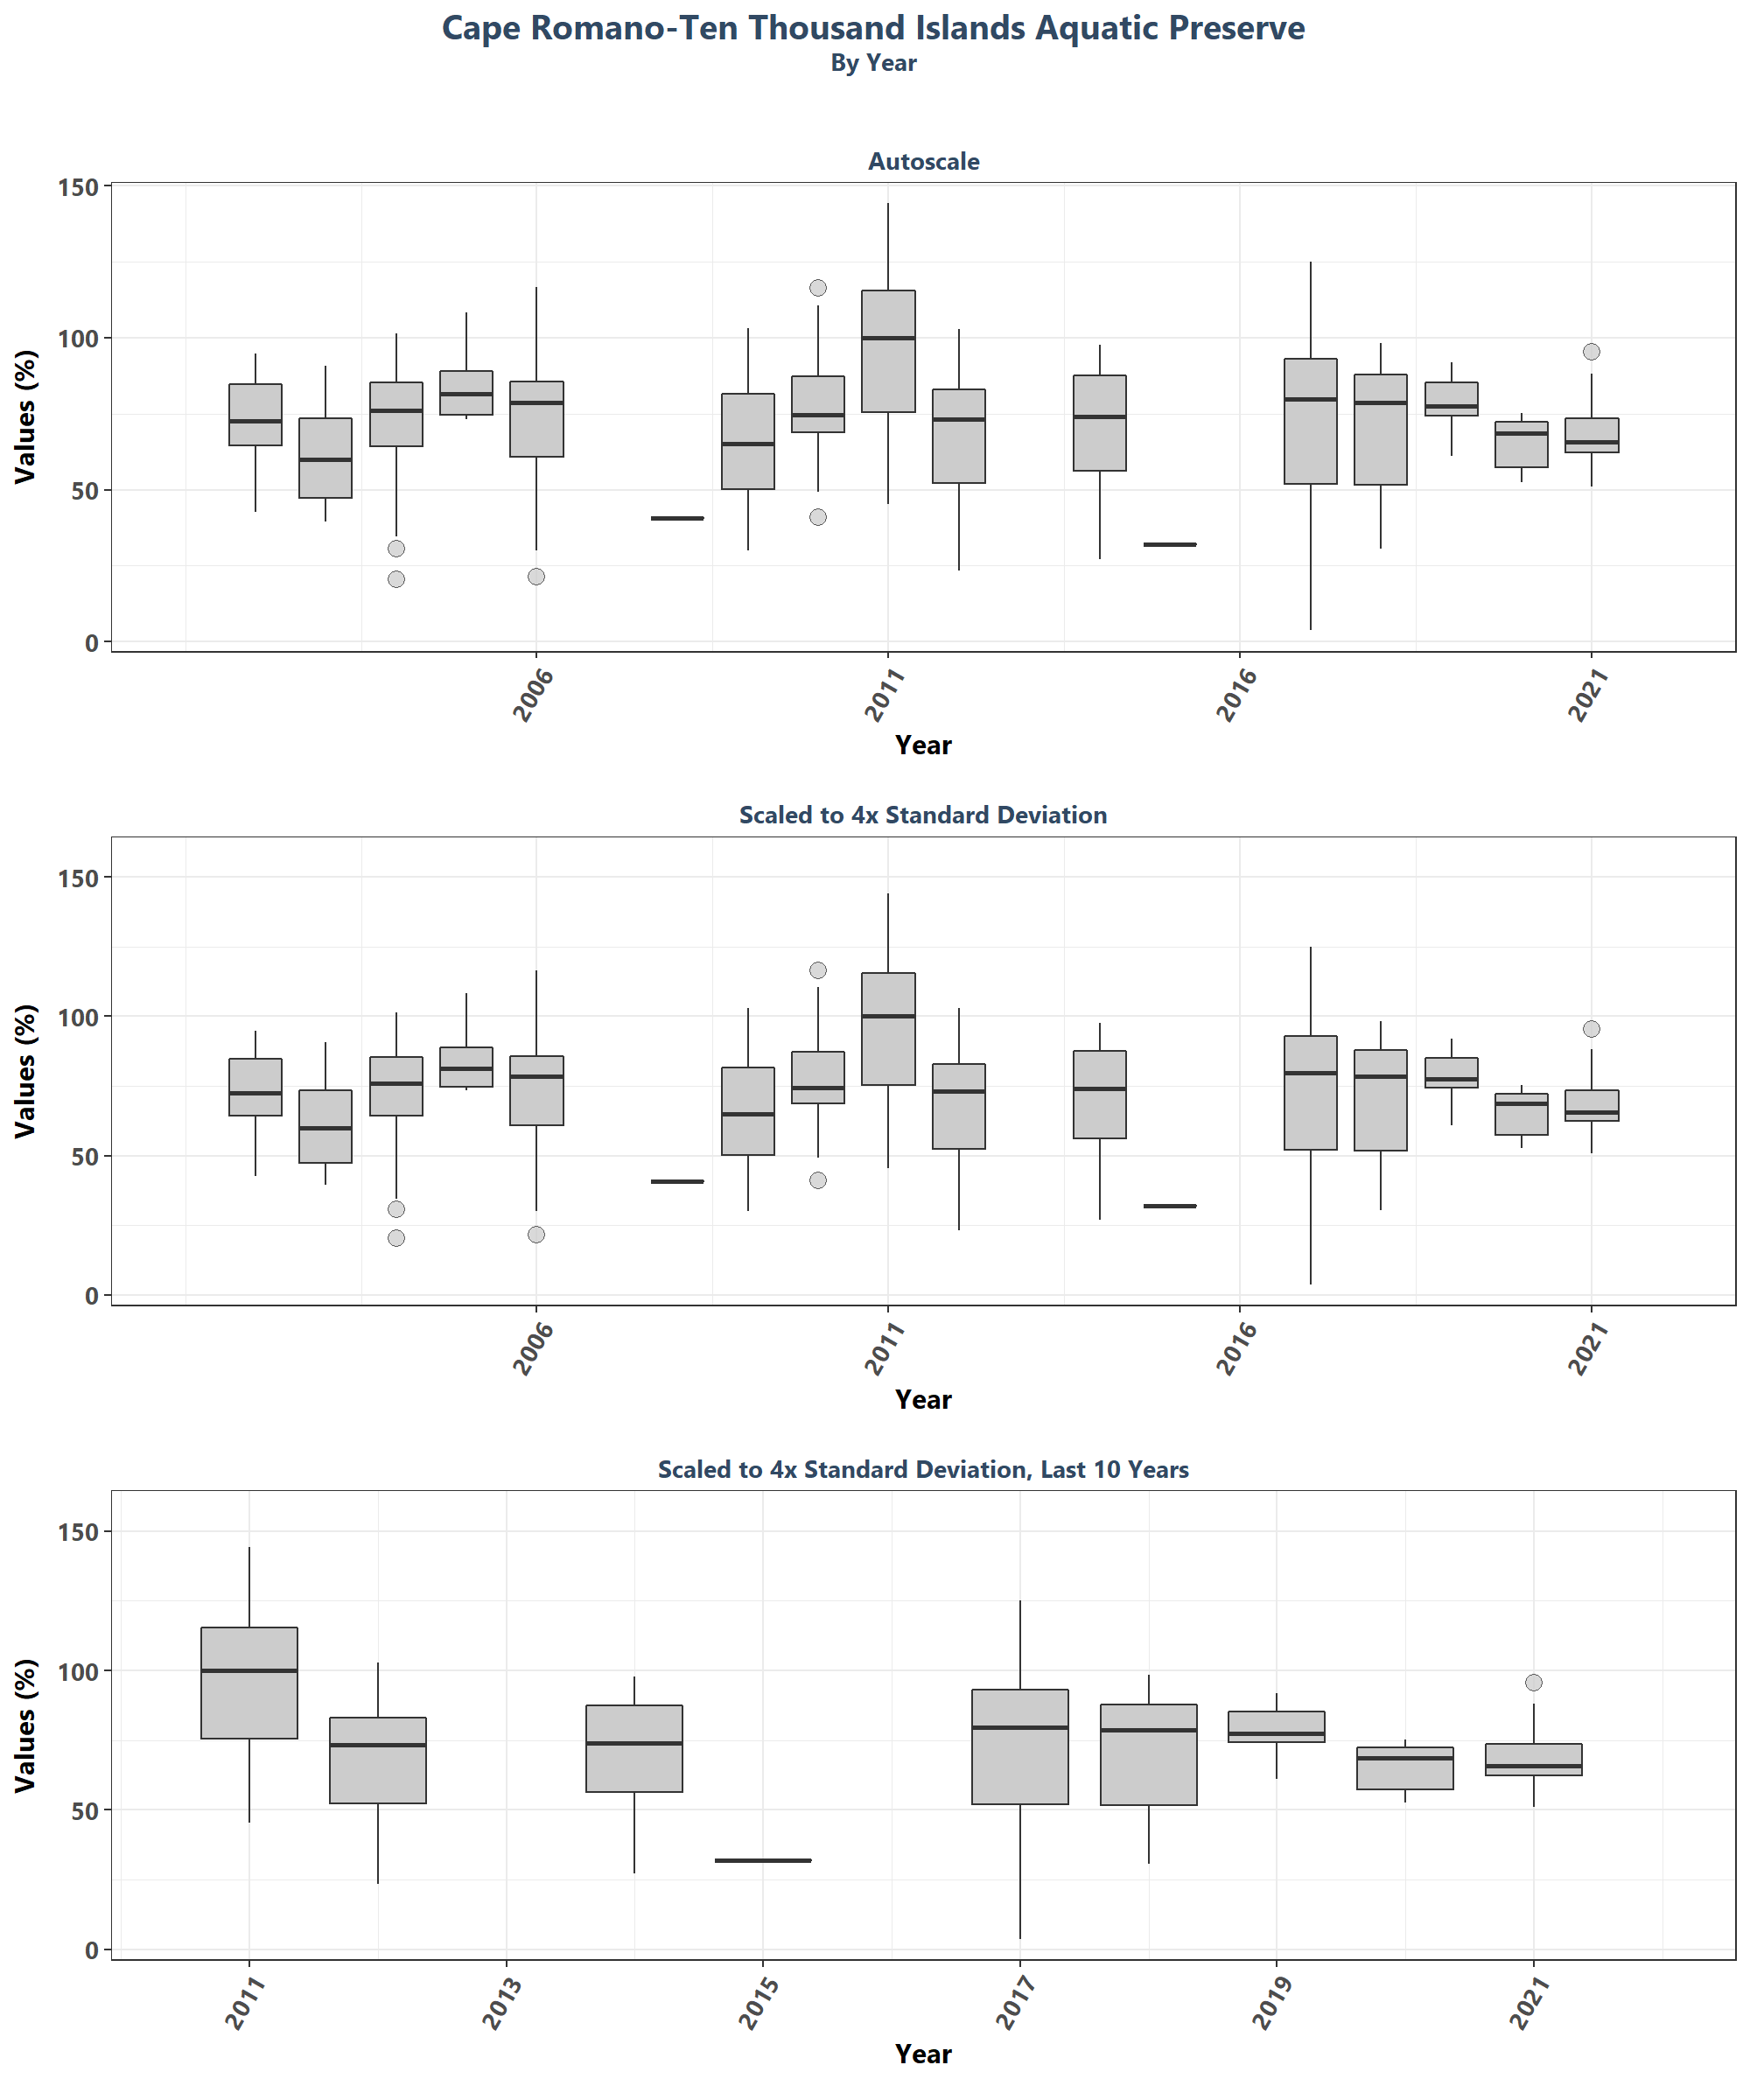 Cape Romano-Ten Thousand Islands Aquatic Preserve
By Year
Autoscale
Values (%)
150
100
50
0
2006
2011
2016
2021
Year
Scaled to 4x Standard Deviation
Values (%)
150
100
50
0
2006
2011
2016
2021
Year
Scaled to 4x Standard Deviation, Last 10 Years
Values (%)
150
100
50
0
2011
2013
2015
2017
2019
2021
Year